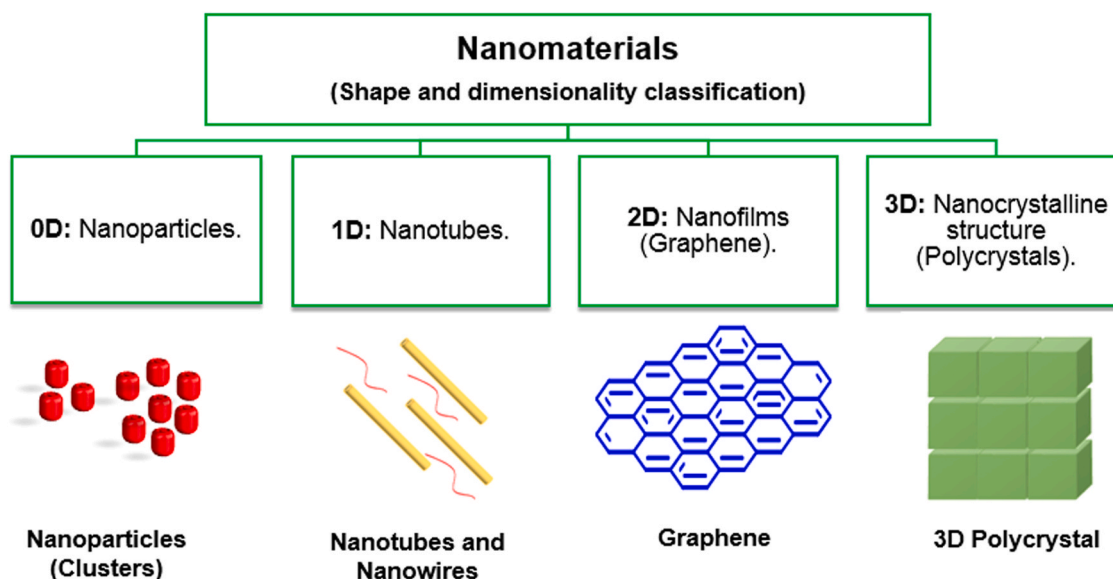 Nanomaterials
(Shape and dimensionality classification)
0D: Nanoparticles.
1D: Nanotubes.
2D: Nanofilms
(Graphene).
3D: Nanocrystalline
structure
(Polycrystals).
Nanoparticles
(Clusters)
Nanotubes and
Nanowires
Graphene
3D Polycrystal